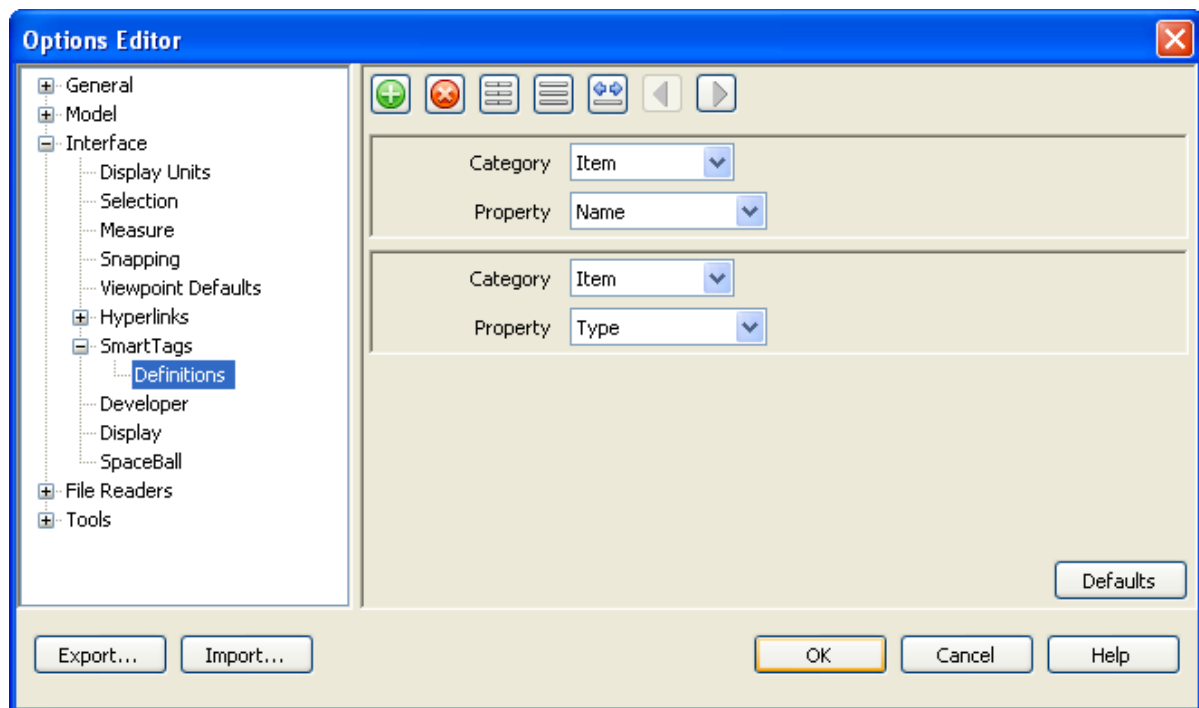 Options Editor
General
Model
Interface
Display Units
Selection
Measure
Snapping
Viewpoint Defaults
Hyperlinks
SmartTags
Definitions
Developer
Display
SpaceBall
File Readers
Tools
Category Item
Property Name
Category Item
Property Type
Defaults
Export... Import... OK Cancel Help